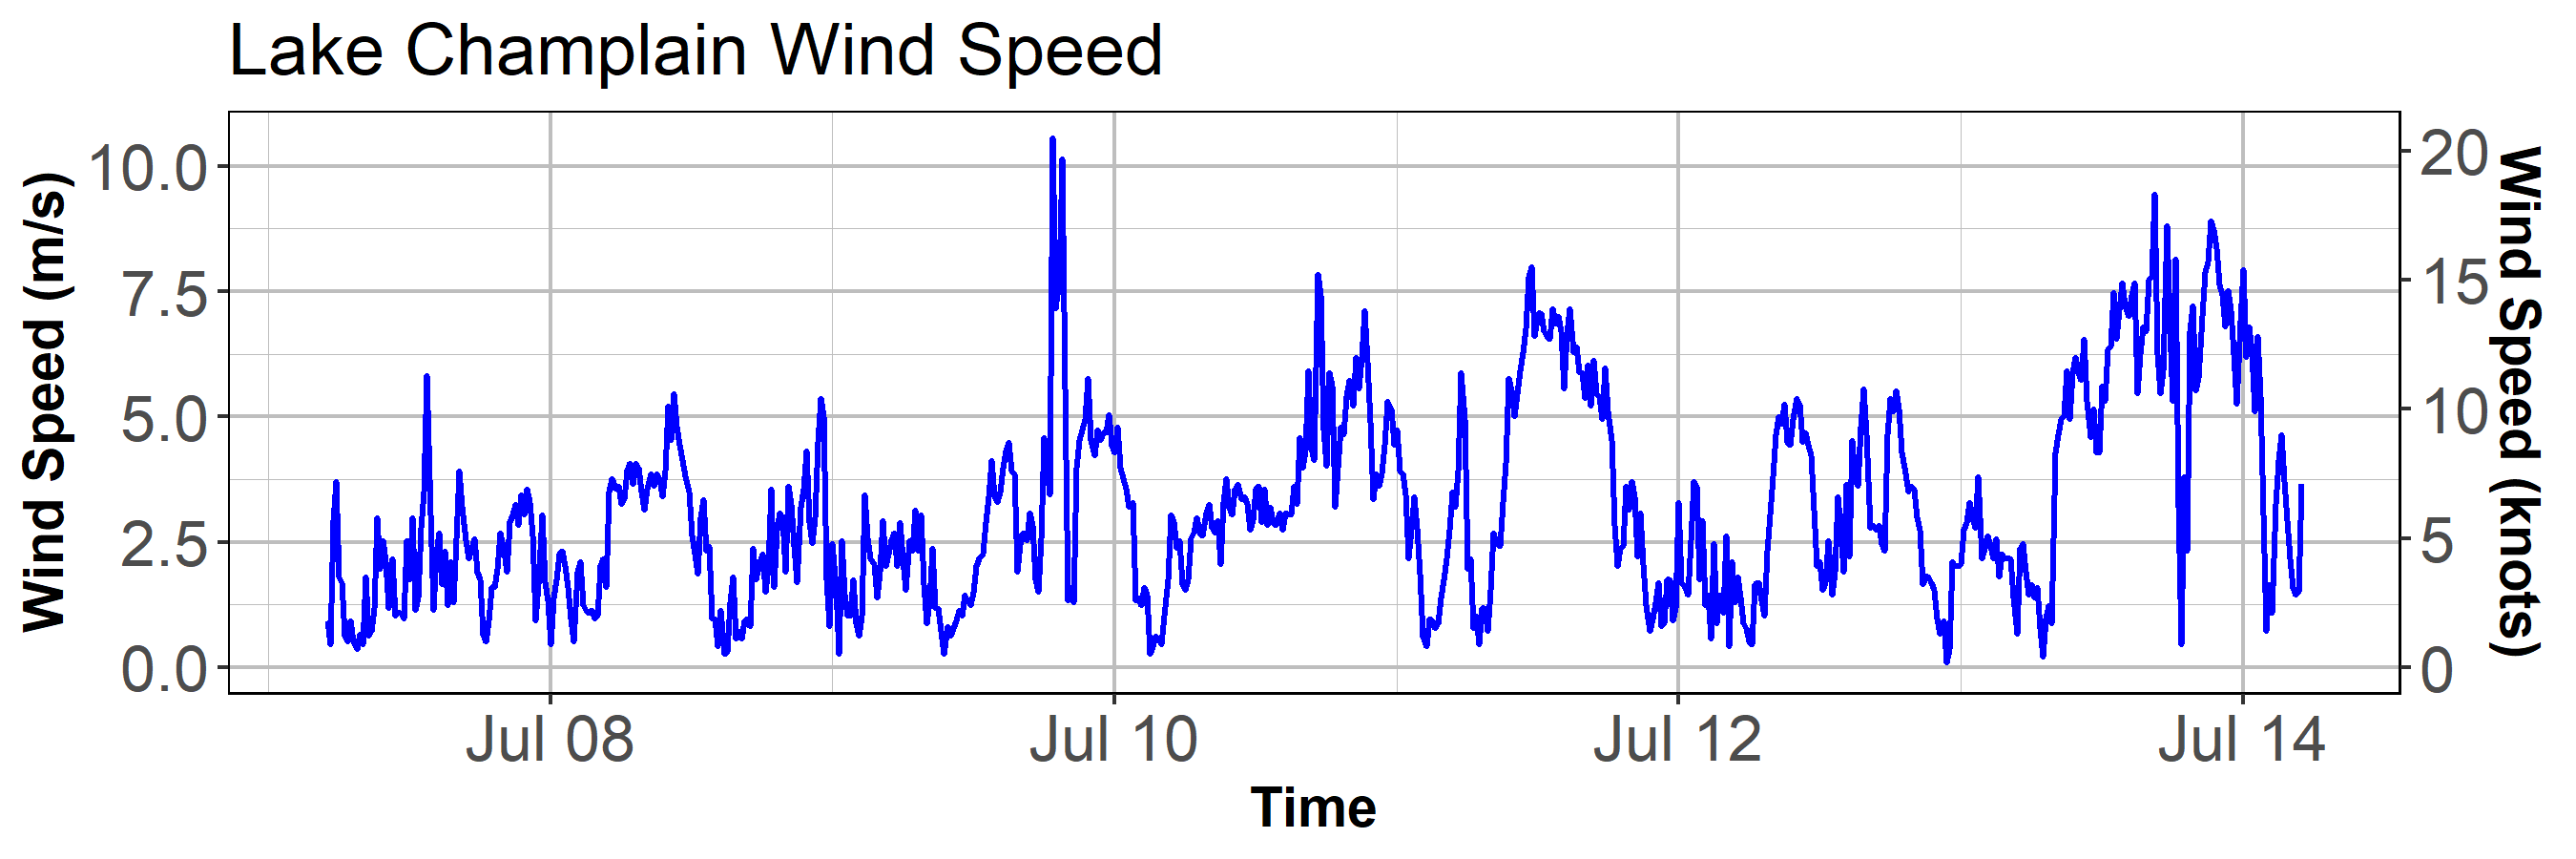 Lake Champlain Wind Speed
Wind Speed (m/s)
10.0
7.5
5.0
2.5
0.0
20
15
10
5
0
Wind Speed (knots)
Jul 08
Jul 10
Jul 12
Jul 14
Time